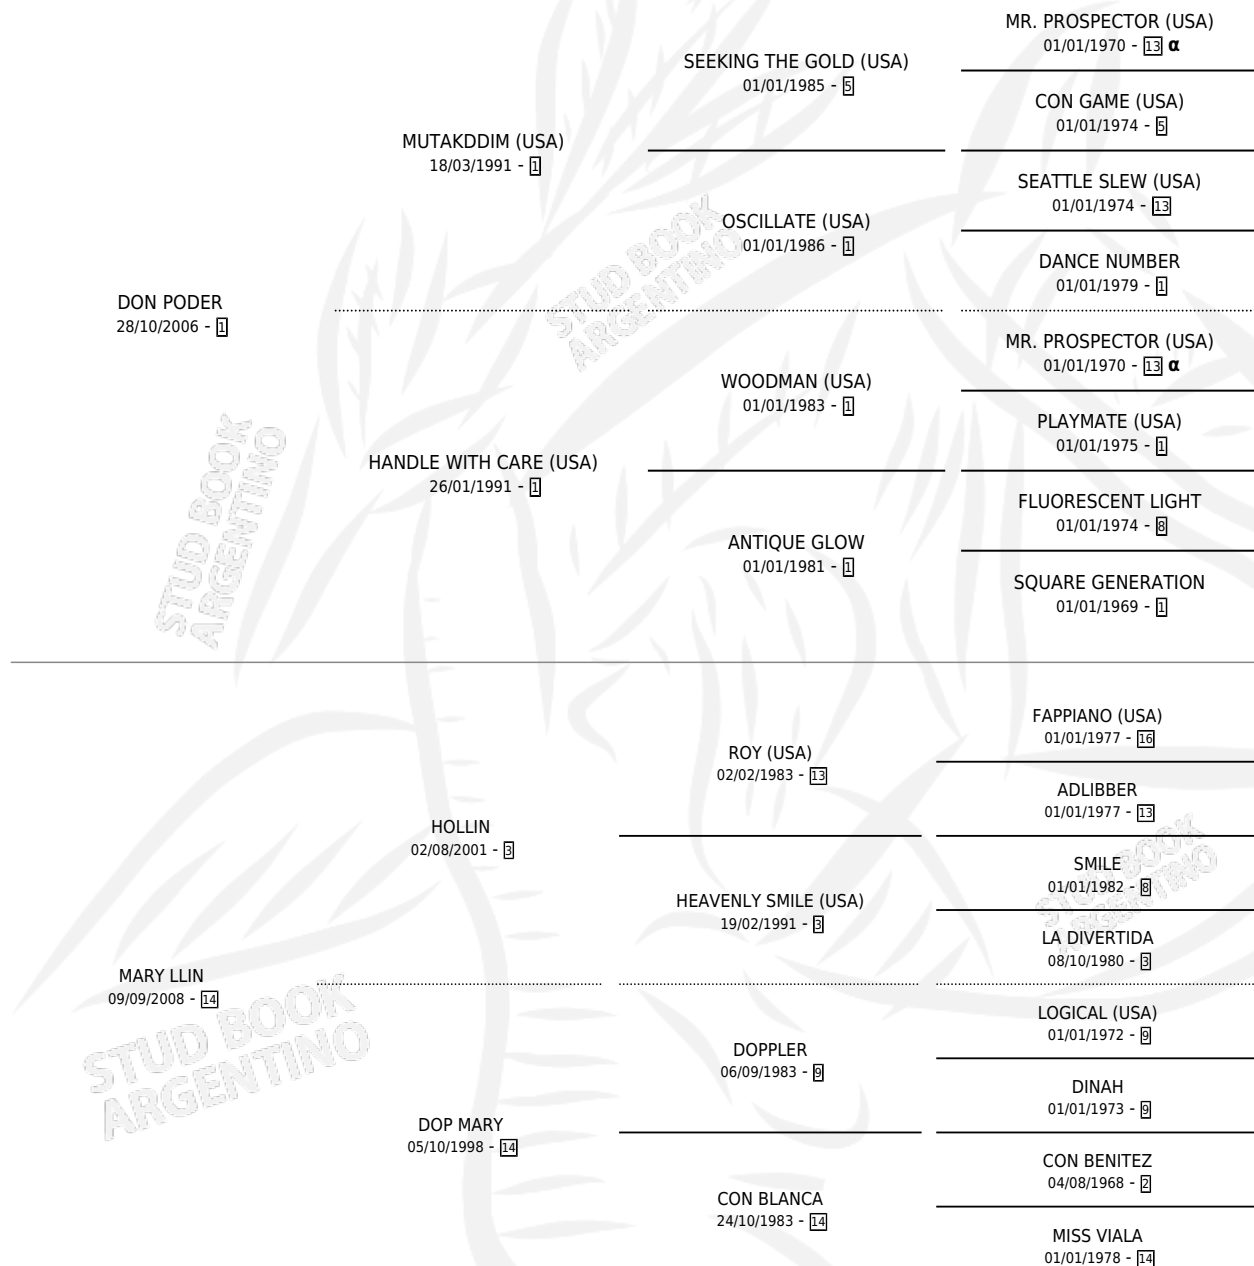 MR. PROSPECTOR (USA)
01/01/1970 - 13 α
SEEKING THE GOLD (USA)
01/01/1985 - 5
CON GAME (USA)
01/01/1974 - 5
MUTAKDDIM (USA)
18/03/1991 - 1
SEATTLE SLEW (USA)
01/01/1974 - 13
OSCILLATE (USA)
01/01/1986 - 1
DANCE NUMBER
01/01/1979 - 1
DON PODER
28/10/2006 - 1
MR. PROSPECTOR (USA)
01/01/1970 - 13 α
WOODMAN (USA)
01/01/1983 - 1
PLAYMATE (USA)
01/01/1975 - 1
HANDLE WITH CARE (USA)
26/01/1991 - 1
FLUORESCENT LIGHT
01/01/1974 - 8
ANTIQUE GLOW
01/01/1981 - 1
SQUARE GENERATION
01/01/1969 - 1
STUD BOOK
ARGENTINO
STUD BOOK
ARGENTINO
FAPPIANO (USA)
01/01/1977 - 16
ROY (USA)
02/02/1983 - 13
ADLIBBER
01/01/1977 - 13
HOLLIN
02/08/2001 - 3
SMILE
01/01/1982 - 8
HEAVENLY SMILE (USA)
19/02/1991 - 3
LA DIVERTIDA
08/10/1980 - 3
MARY LLIN
09/09/2008 - 14
LOGICAL (USA)
01/01/1972 - 9
DOPPLER
06/09/1983 - 9
DINAH
01/01/1973 - 9
DOP MARY
05/10/1998 - 14
CON BENITEZ
04/08/1968 - 2
CON BLANCA
24/10/1983 - 14
MISS VIALA
01/01/1978 - 14
STUD BOOK
ARGENTINO
STUD BOOK
ARGENTINO